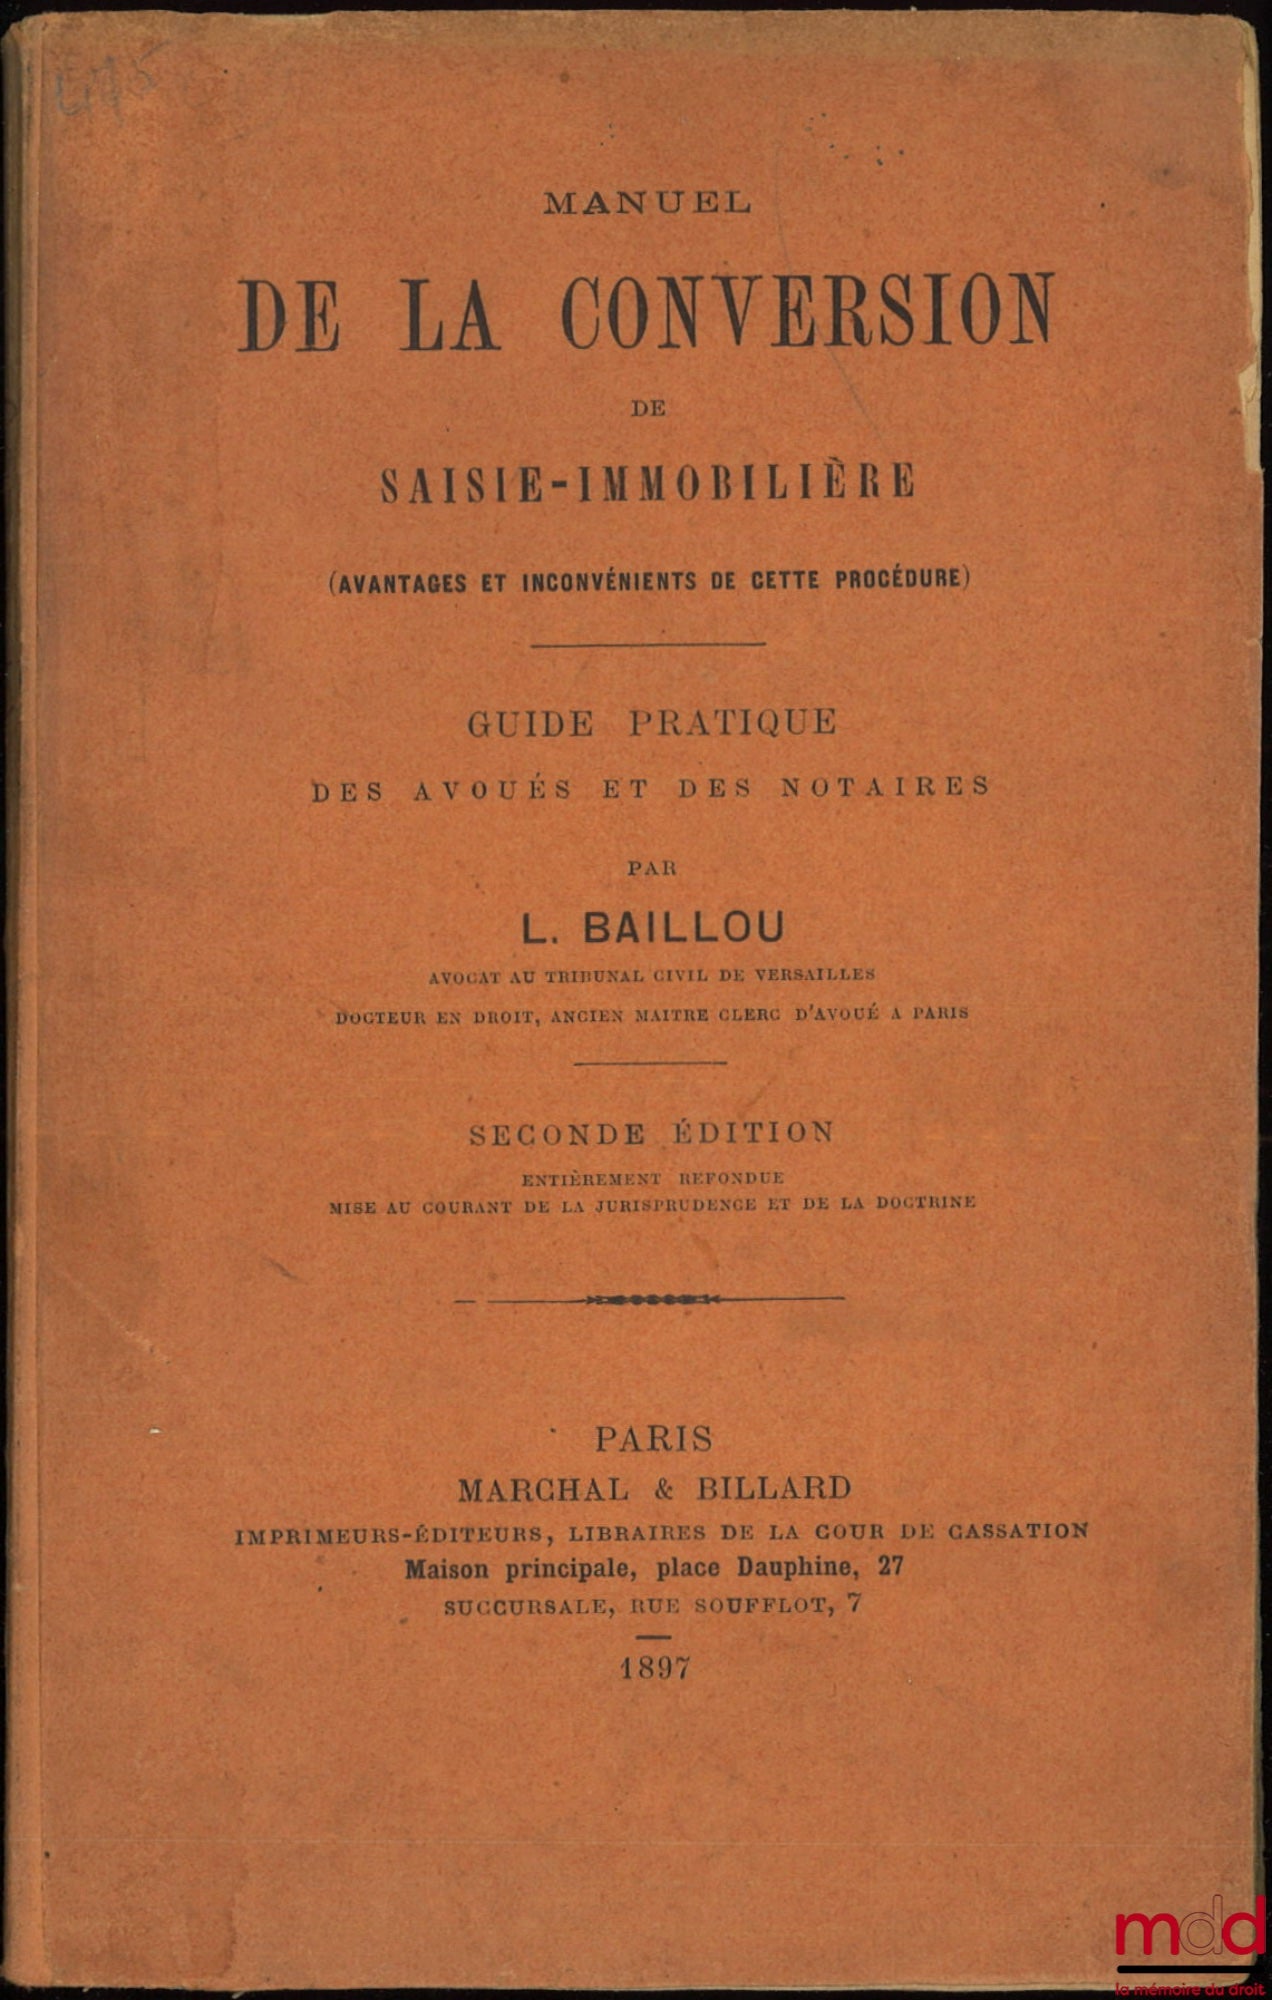 MANUEL
DE LA CONVERSION
DE
SAISIE-IMMOBILIÈRE
(AVANTAGES ET INCONVÉNIENTS DE CETTE PROCÉDURE)
GUIDE PRATIQUE
DES AVOUÉS ET DES NOTAIRES
PAR
L. BAILLOU
AVOCAT AU TRIBUNAL CIVIL DE VERSAILLES
DOCTEUR EN DROIT, ANCIEN MAITRE CLERC D'AVOUÉ A PARIS
SECONDE ÉDITION
ENTIÈREMENT REFONDUE
MISE AU COURANT DE LA JURISPRUDENCE ET DE LA DOCTRINE
PARIS
MARCHAL & BILLARD
IMPRIMEURS-ÉDITEURS, LIBRAIRES DE LA COUR DE CASSATION
Maison principale, place Dauphine, 27
SUCCURSALE, RUE SOUFFLOT, 7
1897
mdd
la mémoire du droit